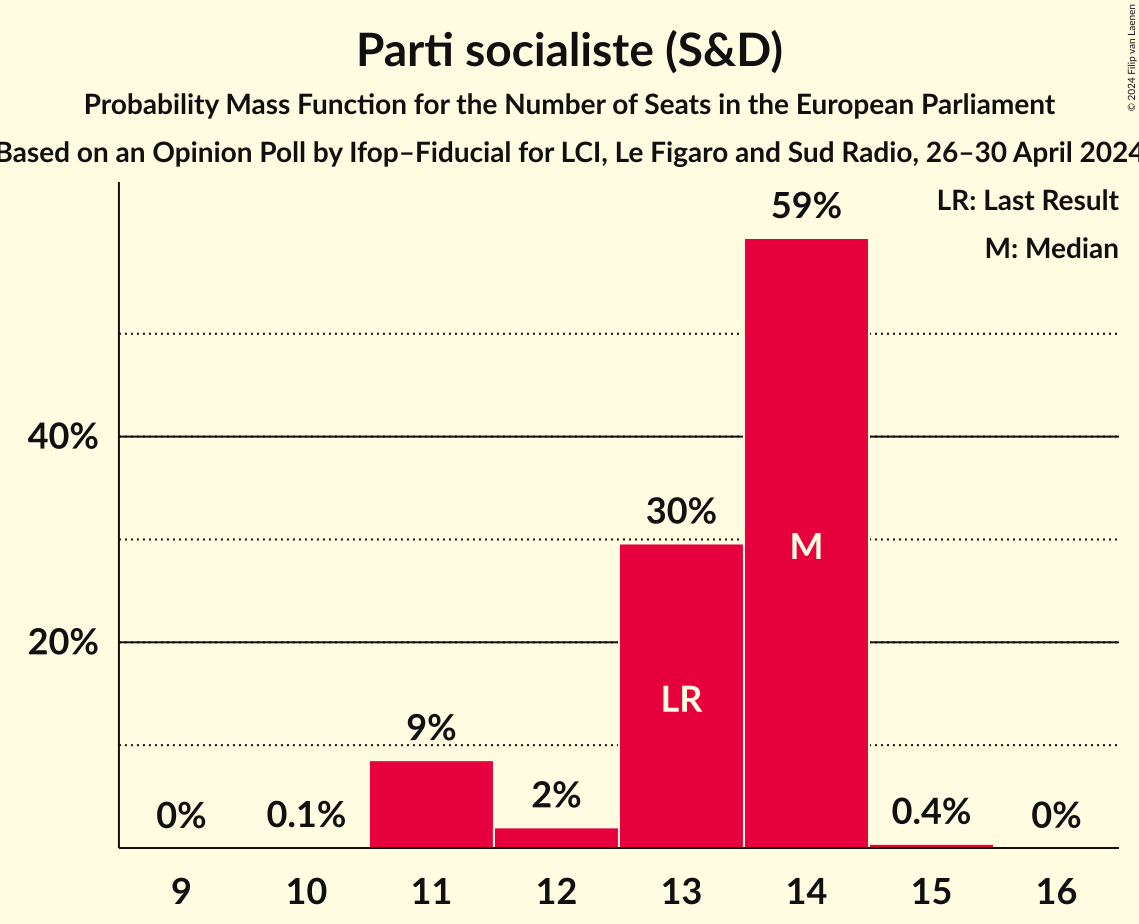 Parti socialiste (S&D)
Probability Mass Function for the Number of Seats in the European Parliament
Based on an Opinion Poll by Ifop–Fiducial for LCI, Le Figaro and Sud Radio, 26–30 April 2024
© 2024 Filip van Laenen
LR: Last Result
M: Median
59%
40%
30%
M
20%
LR
9%
2%
0%
0.1%
0.4%
0%
9 10 11 12 13 14 15 16